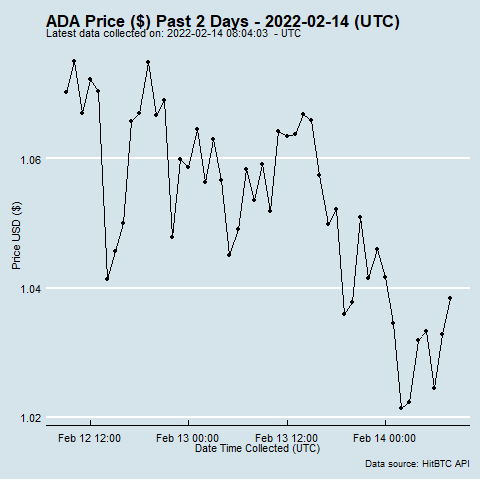 ADA Price ($) Past 2 Days - 2022-02-14 (UTC)
Latest data collected on: 2022-02-14 08:04:03 - UTC
1.06
1.04
1.02
Price USD ($)
Feb 12 12:00
Feb 13 00:00
Feb 13 12:00
Feb 14 00:00
Date Time Collected (UTC)
Data source: HitBTC API